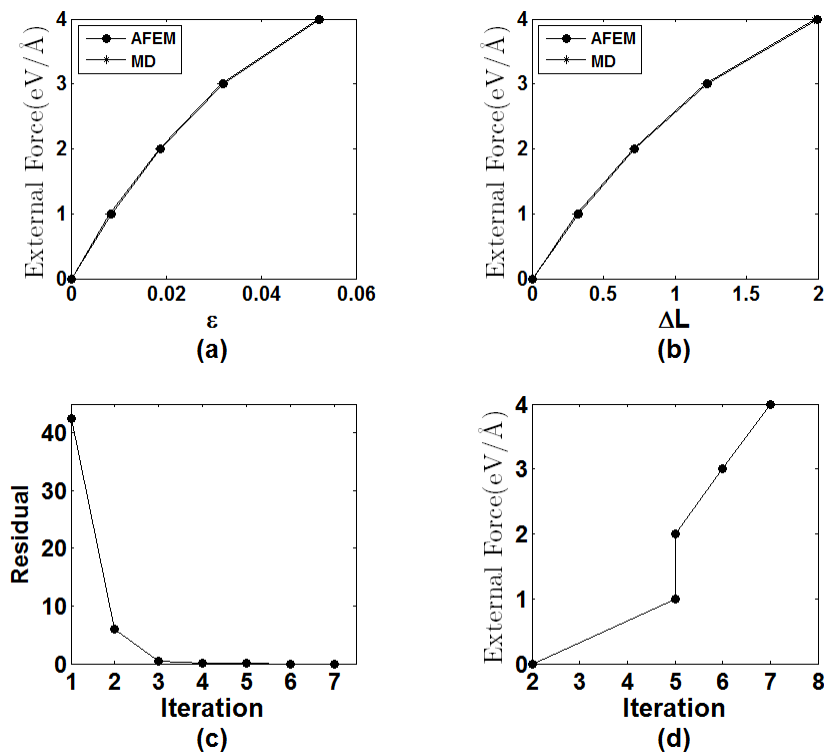 4
3
2
1
0
External Force(eV/Å)
AFEM
MD
0 0.02 0.04 0.06
ε
(a)
4
3
2
1
0
External Force(eV/Å)
AFEM
MD
0 0.5 1 1.5 2
ΔL
(b)
40
30
20
10
0
Residual
1 2 3 4 5 6 7
Iteration
(c)
4
3
2
1
0
External Force(eV/Å)
2 3 4 5 6 7 8
Iteration
(d)